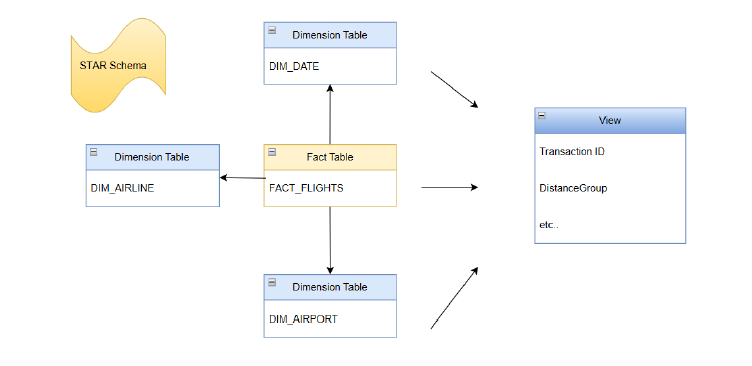 STAR Schema
Dimension Table
DIM_DATE
Dimension Table
DIM_AIRLINE
Fact Table
FACT_FLIGHTS
Dimension Table
DIM_AIRPORT
View
Transaction ID
DistanceGroup
etc..